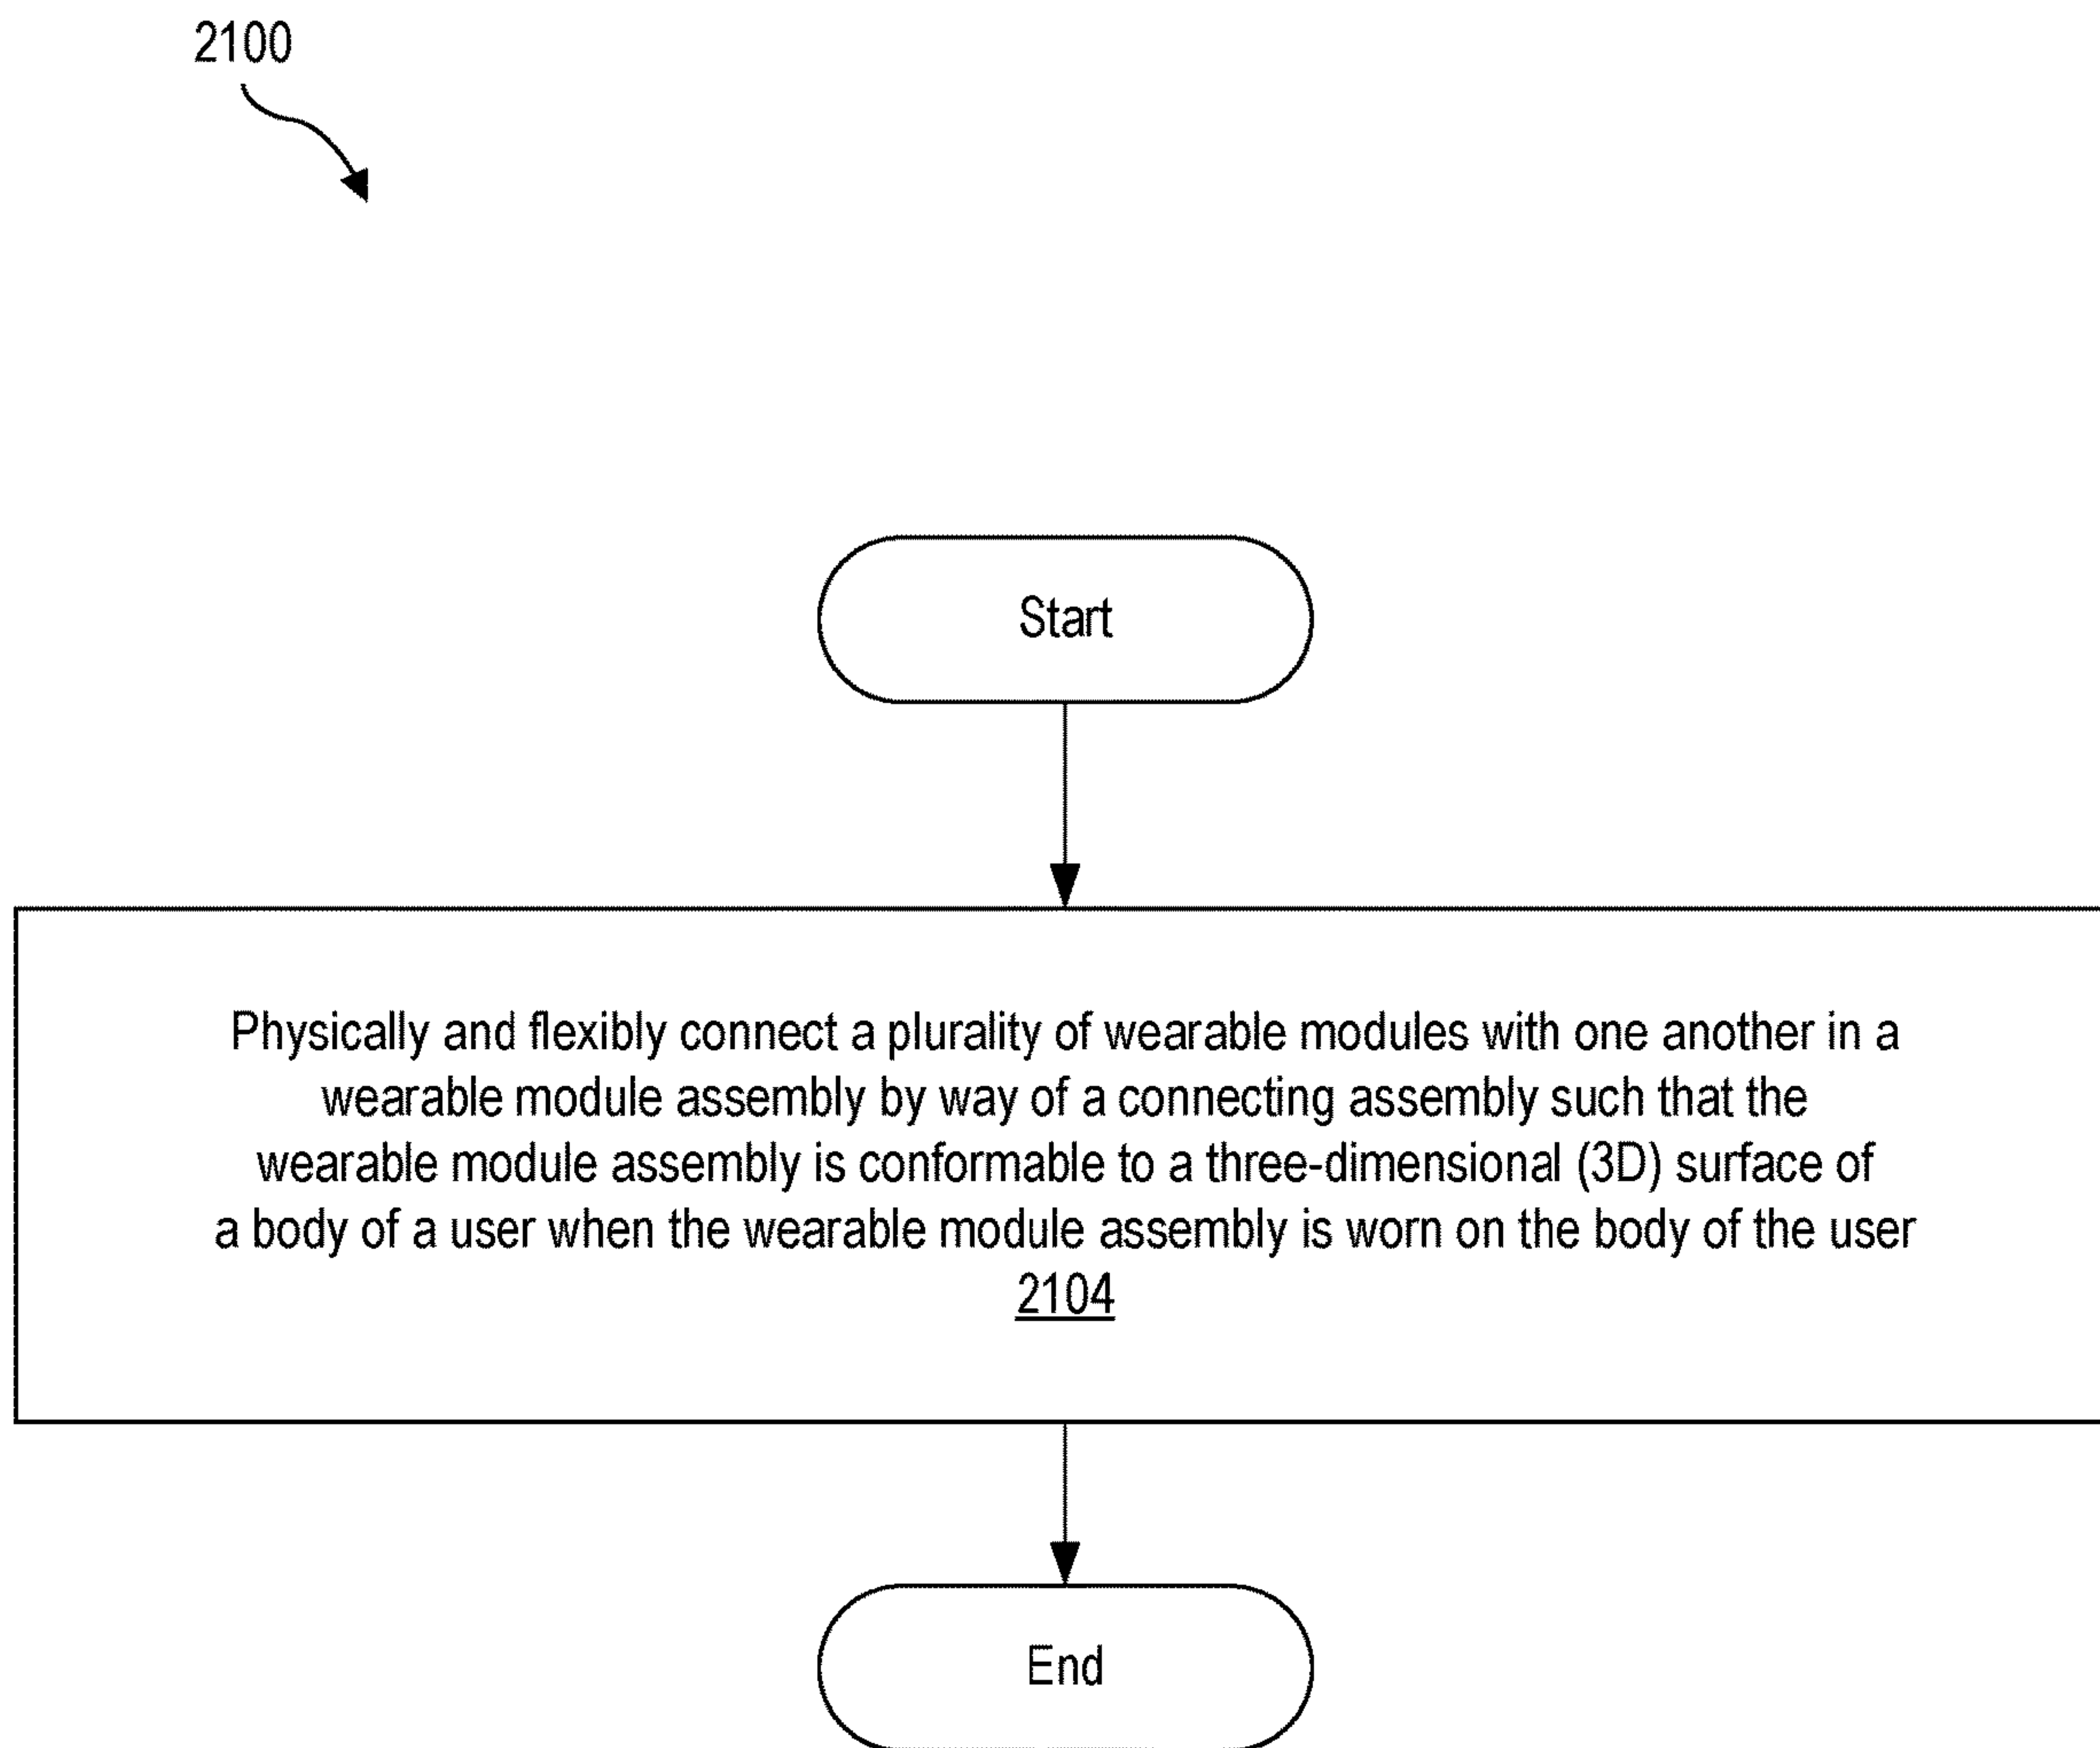 2100
Start
Physically and flexibly connect a plurality of wearable modules with one another in a
wearable module assembly by way of a connecting assembly such that the
wearable module assembly is conformable to a three-dimensional (3D) surface of
a body of a user when the wearable module assembly is worn on the body of the user
2104
End